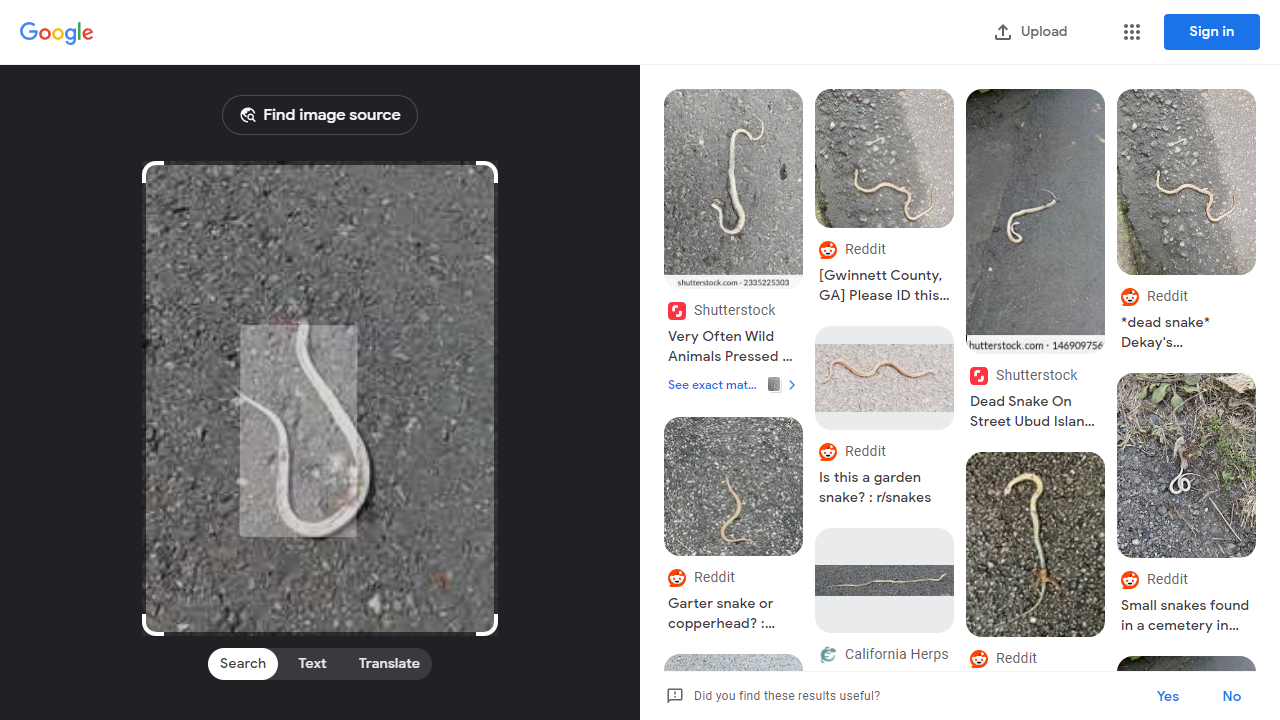 Google
Upload
Sign in
Find image source
Search
Text
Translate
shutterstock.com · 2335225303
Shutterstock
Very Often Wild
Animals Pressed ...
See exact mat...
Reddit
Garter snake or
copperhead? :...
Reddit
[Gwinnett County,
GA] Please ID this...
Reddit
Is this a garden
snake? : r/snakes
California Herps
hutterstock.com · 146909756
Shutterstock
Dead Snake On
Street Ubud Islan...
Reddit
Reddit
*dead snake*
Dekay's...
Reddit
Small snakes found
in a cemetery in...
Did you find these results useful?
Yes
No